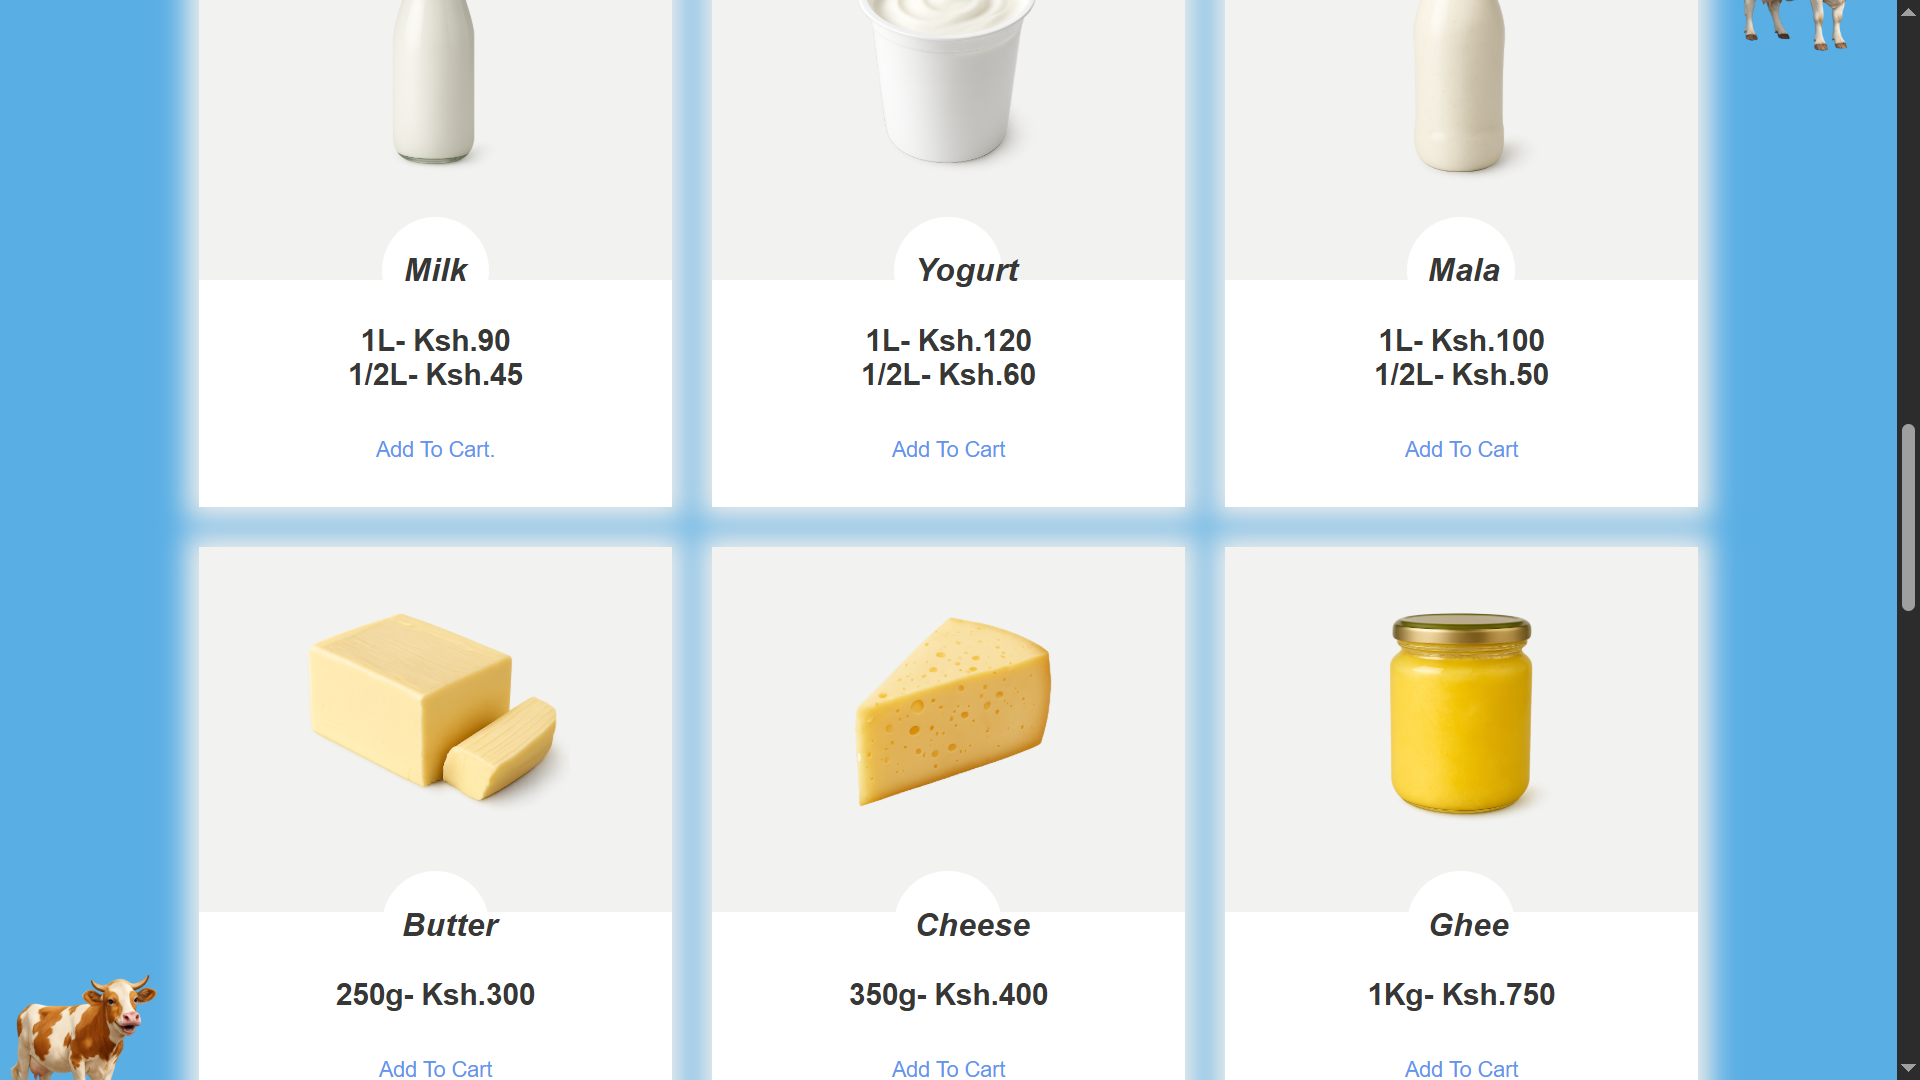 Milk
1L- Ksh.90
1/2L- Ksh.45
Add To Cart.
Yogurt
1L- Ksh.120
1/2L- Ksh.60
Add To Cart
Mala
1L- Ksh.100
1/2L- Ksh.50
Add To Cart
Butter
250g- Ksh.300
Add To Cart
Cheese
350g- Ksh.400
Add To Cart
Ghee
1Kg- Ksh.750
Add To Cart